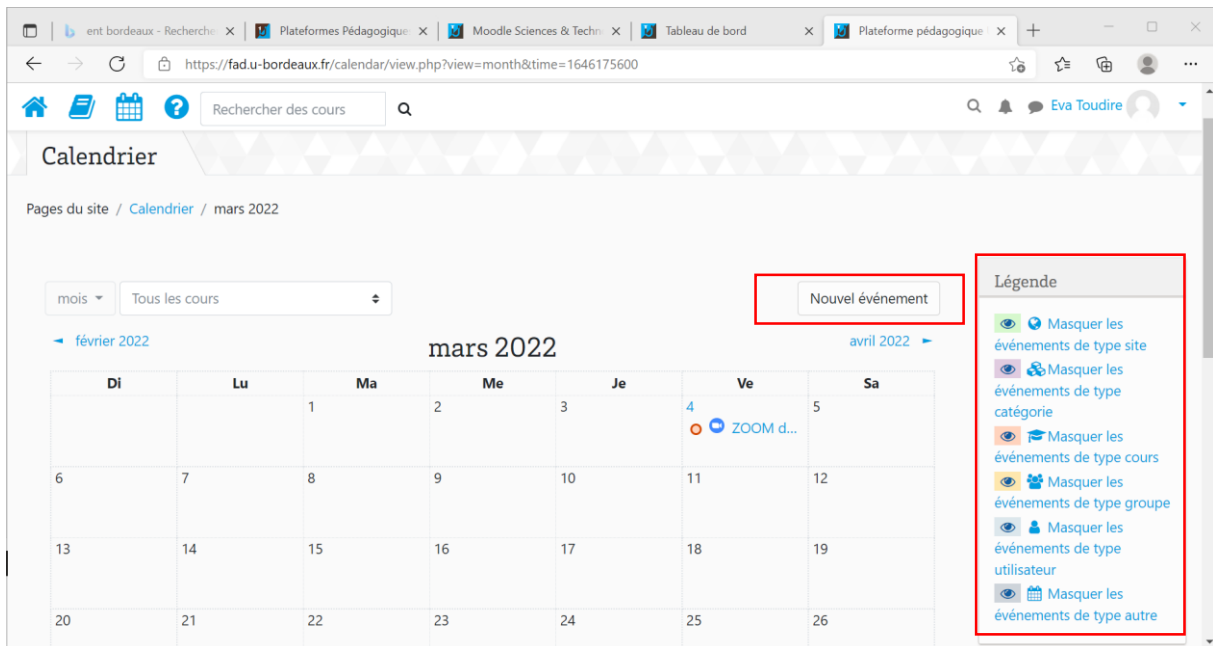 ent bordeaux - Recherche
Plateformes Pédagogique
Moodle Sciences & Techn
Tableau de bord
Plateforme pédagogique
https://fad.u-bordeaux.fr/calendar/view.php?view=month&time=1646175600
Rechercher des cours
Eva Toudire
Calendrier
Pages du site / Calendrier / mars 2022
mois
Tous les cours
Nouvel événement
février 2022
mars 2022
avril 2022
Di Lu Ma Me Je Ve Sa
1 2 3 4 5
ZOOM d...
6 7 8 9 10 11 12
13 14 15 16 17 18 19
20 21 22 23 24 25 26
Légende
Masquer les
événements de type site
Masquer les
événements de type
catégorie
Masquer les
événements de type cours
Masquer les
événements de type groupe
Masquer les
événements de type
utilisateur
Masquer les
événements de type autre